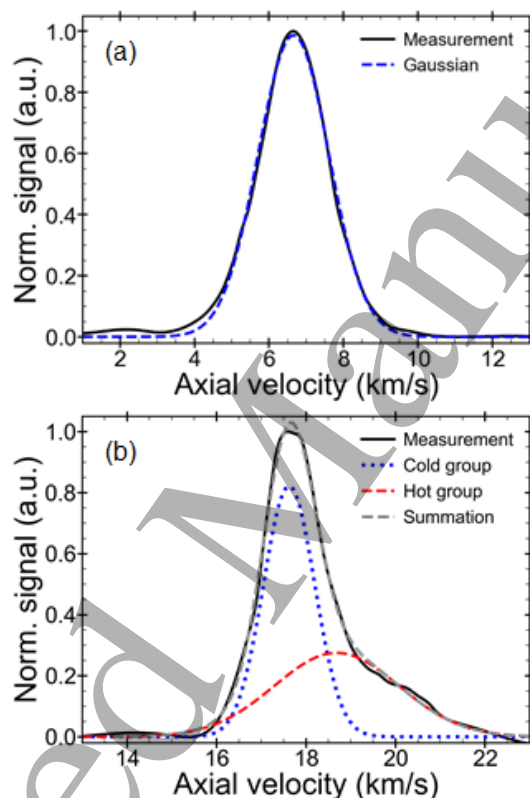 (a)
Measurement
Gaussian
Norm. signal (a.u.)
1.0
0.8
0.6
0.4
0.2
0.0
2 4 6 8 10 12
Axial velocity (km/s)
(b)
Measurement
Cold group
Hot group
Summation
Norm. signal (a.u.)
1.0
0.8
0.6
0.4
0.2
0.0
14 16 18 20 22
Axial velocity (km/s)